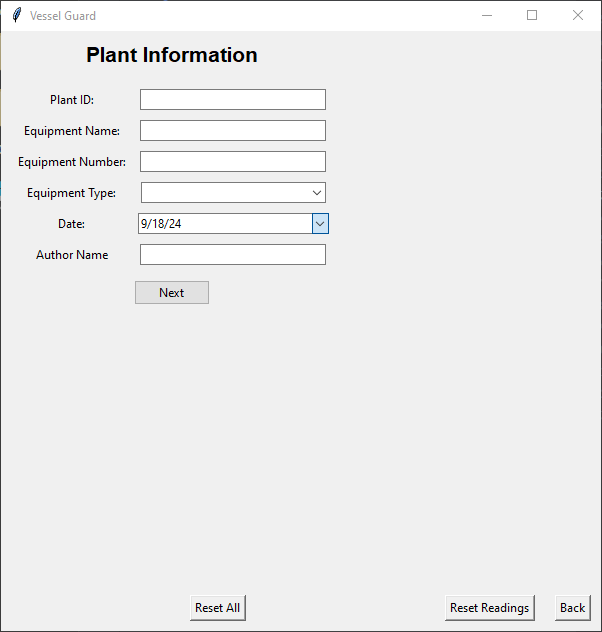 Vessel Guard
Plant Information
Plant ID:
Equipment Name:
Equipment Number:
Equipment Type:
Date: 9/18/24
Author Name
Next
Reset All Reset Readings Back